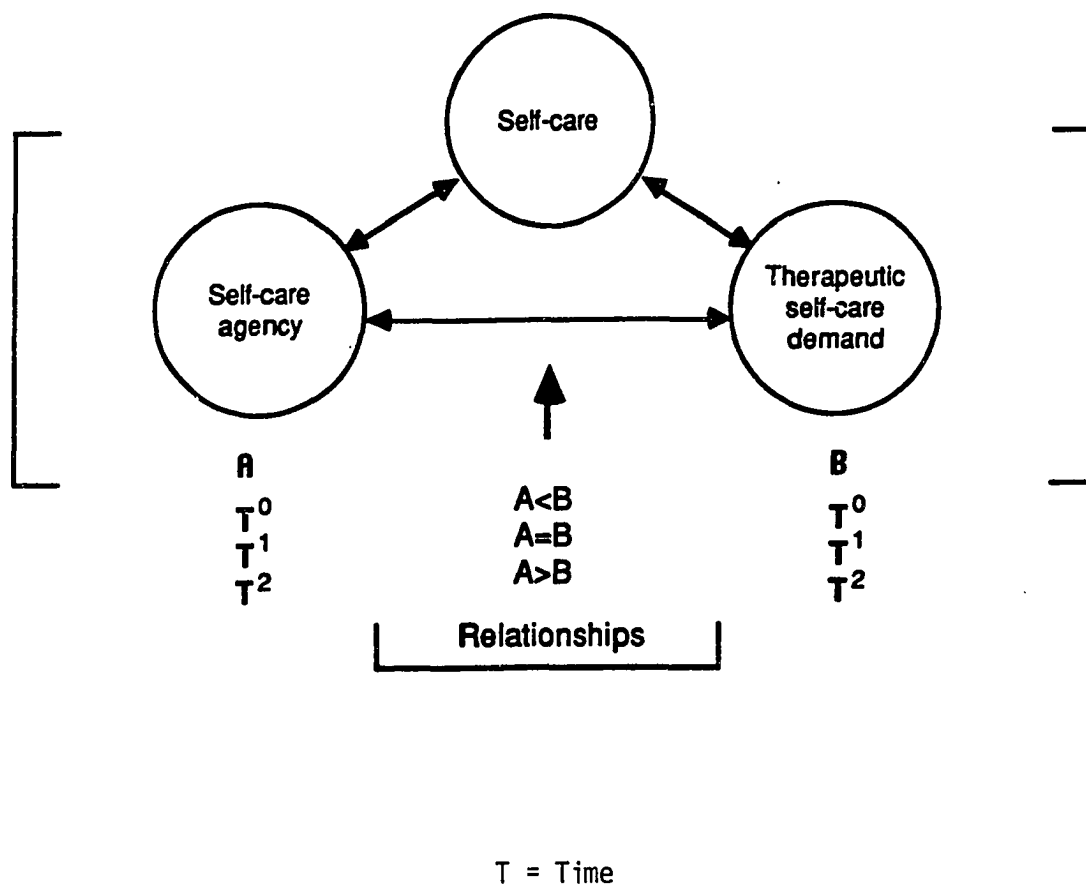 Self-care
Self-care
agency
Therapeutic
self-care
demand
A
T⁰
T¹
T²
A<B
A=B
A>B
B
T⁰
T¹
T²
Relationships
T = Time